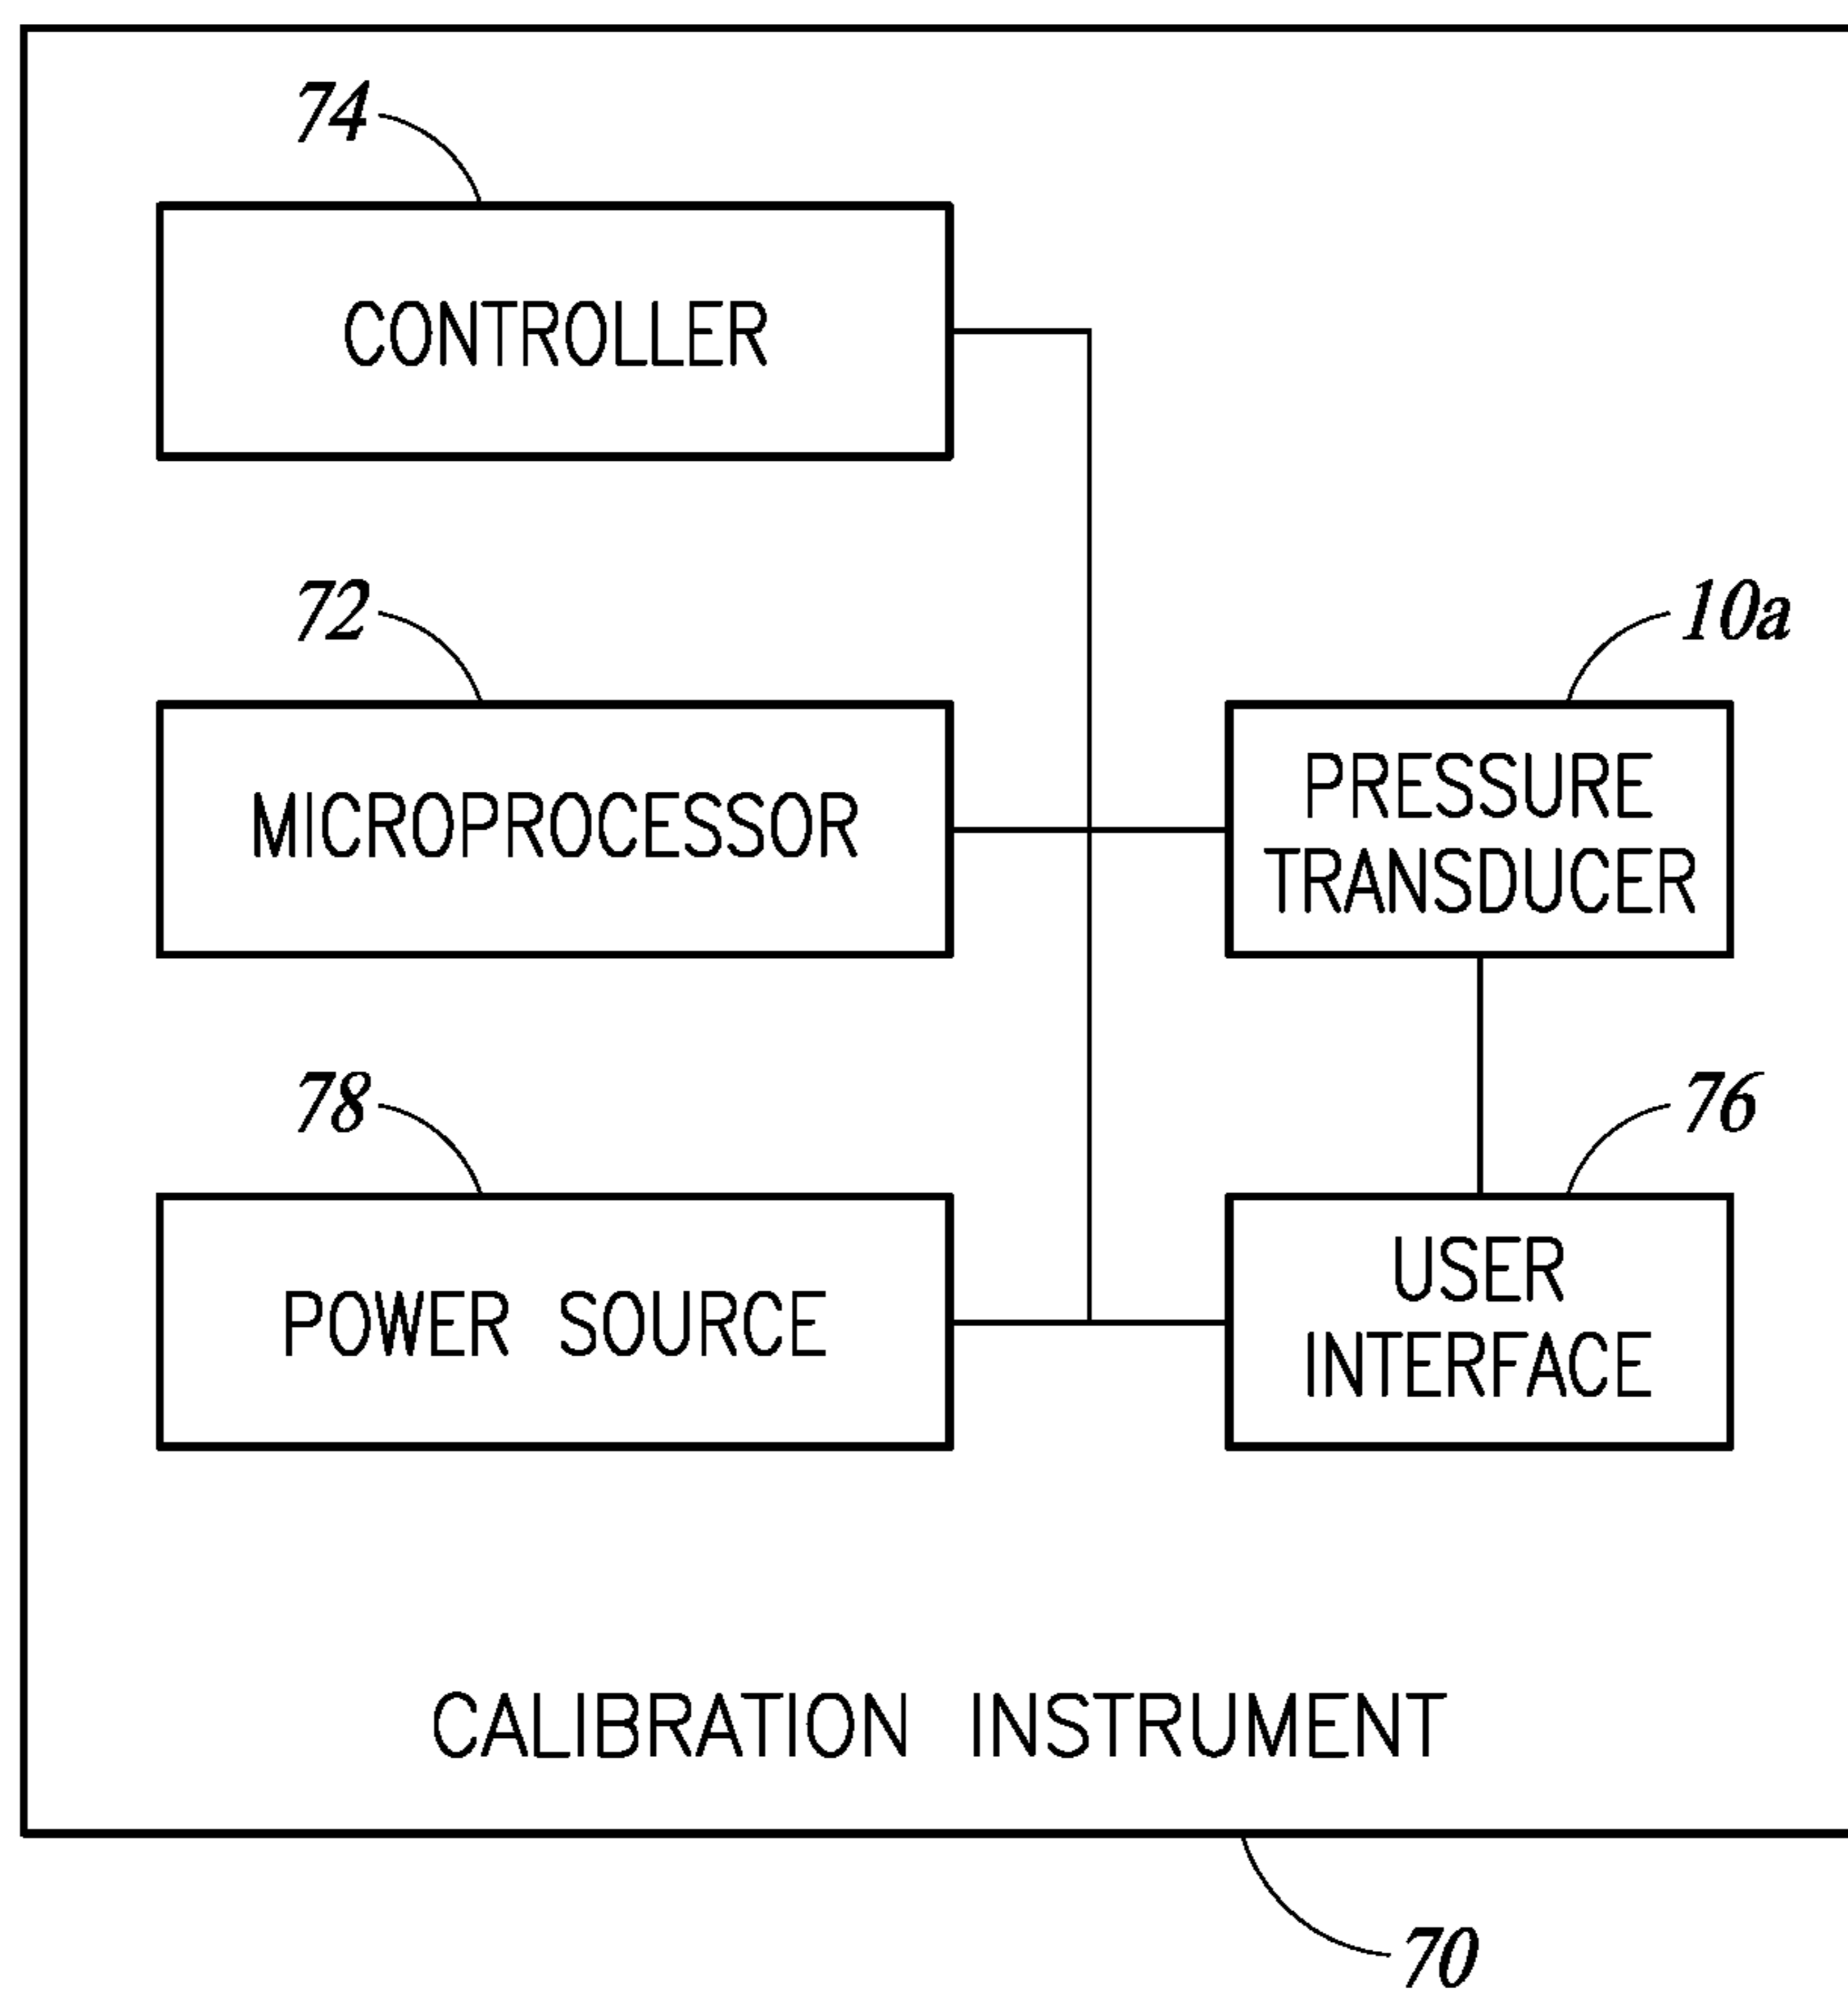 74
CONTROLLER
72
MICROPROCESSOR
10a
PRESSURE
TRANSDUCER
78
POWER SOURCE
76
USER
INTERFACE
CALIBRATION INSTRUMENT
70